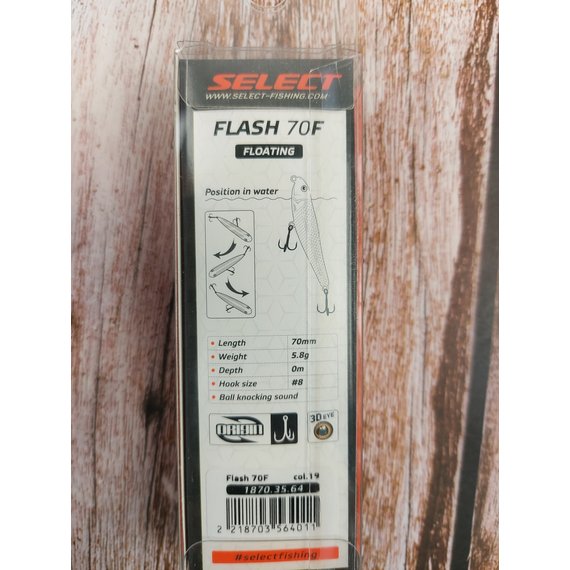 SELECT
WWW.SELECT-FISHING.COM
FLASH 70F
FLOATING
Position in water
• Length 70mm
• Weight 5.8g
• Depth 0m
• Hook size #8
• Ball knocking sound
ORIGIN
3D EYE
Flash 70F col.19
1870.35.64
2 218703 564011
#selectfishing